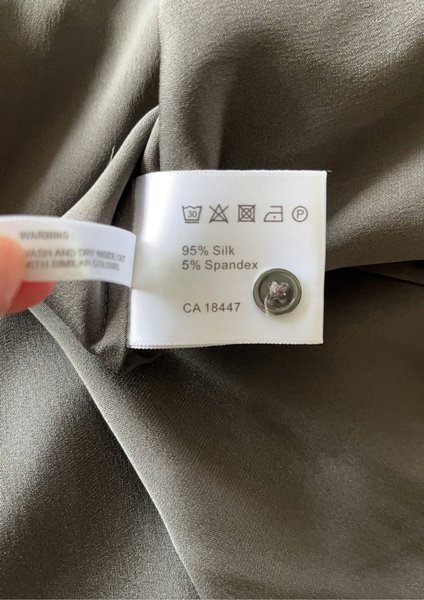 30
P
95% Silk
5% Spandex
CA 18447
WARNING:
WASH AND DRY INSIDE OUT
WITH SIMILAR COLOURS